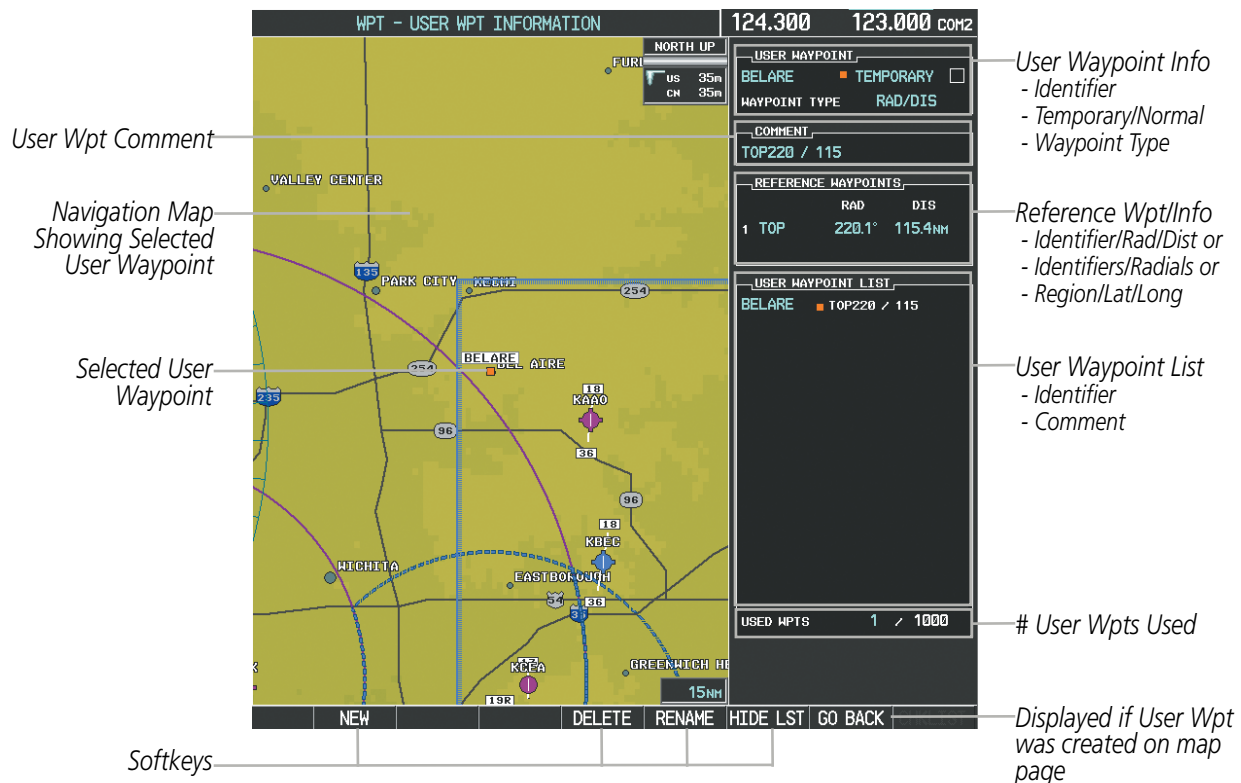 WPT - USER WPT INFORMATION
124.300 123.000 COM2
NORTH UP
US 35m
CN 35m
VALLEY CENTER
135
PARK CITY
KECHI
254
BELARE
BEL AIRE
254
235
18
KAAO
36
96
96
18
KBEC
WICHITA
EASTBOROUGH
36
54
35
KCEA
19R
GREENWICH HE
15NM
USER WAYPOINT
BELARE TEMPORARY
WAYPOINT TYPE RAD/DIS
COMMENT
TOP220 / 115
REFERENCE WAYPOINTS
RAD DIS
1 TOP 220.1° 115.4NM
USER WAYPOINT LIST
BELARE TOP220 / 115
USED WPTS 1 / 1000
NEW DELETE RENAME HIDE LST GO BACK
User Wpt Comment
Navigation Map
Showing Selected
User Waypoint
Selected User
Waypoint
Softkeys
User Waypoint Info
- Identifier
- Temporary/Normal
- Waypoint Type
Reference Wpt/Info
- Identifier/Rad/Dist or
- Identifiers/Radials or
- Region/Lat/Long
User Waypoint List
- Identifier
- Comment
# User Wpts Used
Displayed if User Wpt
was created on map
page